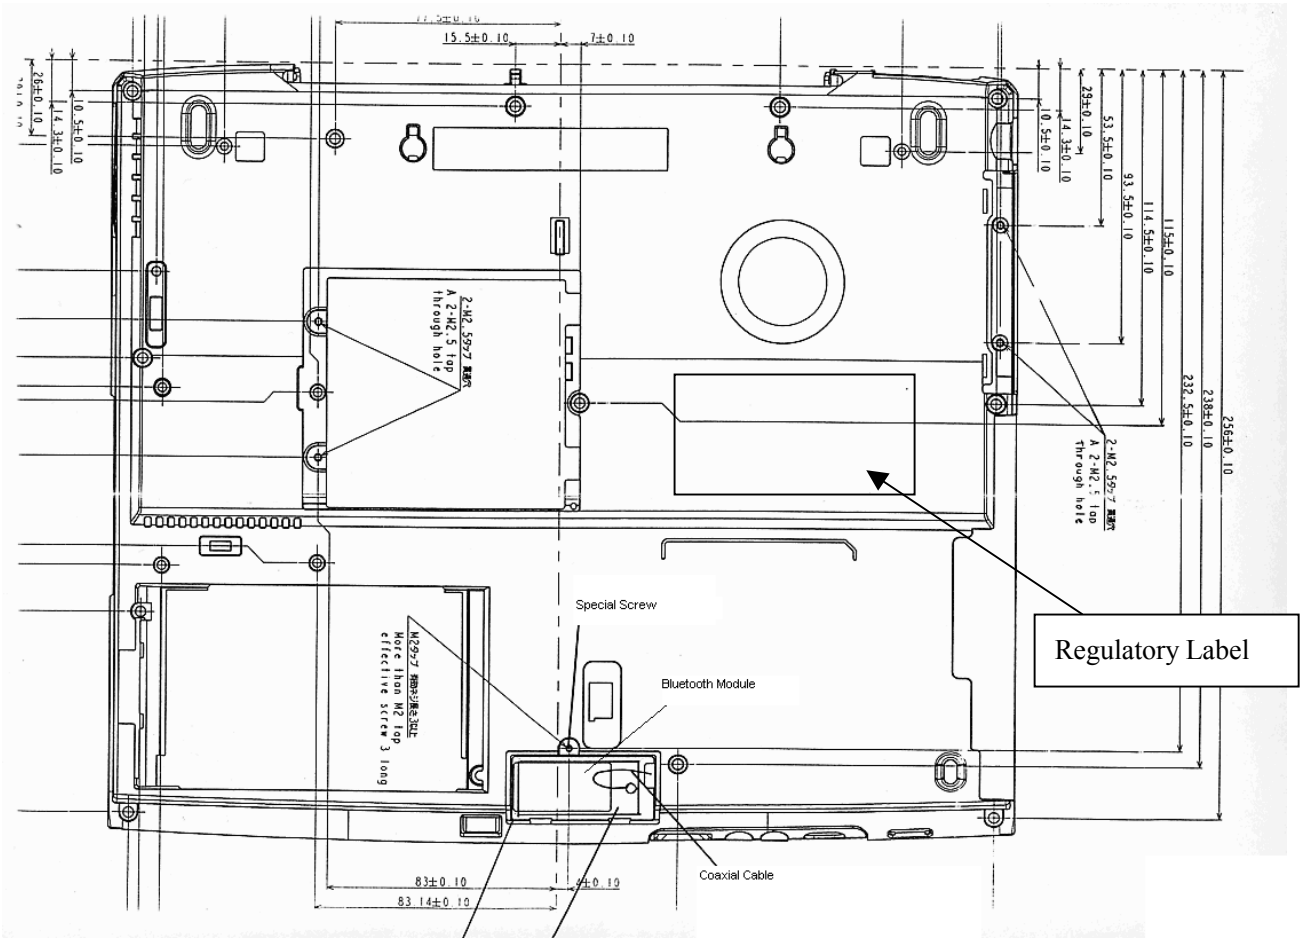 15.5±0.10
7±0.10
26±0.10
14.3±0.10
10.5±0.10
10.5±0.10
14.3±0.10
29±0.10
53.5±0.10
93.5±0.10
114.5±0.10
115±0.10
232.5±0.10
238±0.10
256±0.10
A 2-M2.5 tap
through hole
A 2-M2.5 tap
through hole
Regulatory Label
Special Screw
More than M2 tap
effective screw 3 long
Bluetooth Module
Coaxial Cable
83±0.10
4±0.10
83.14±0.10